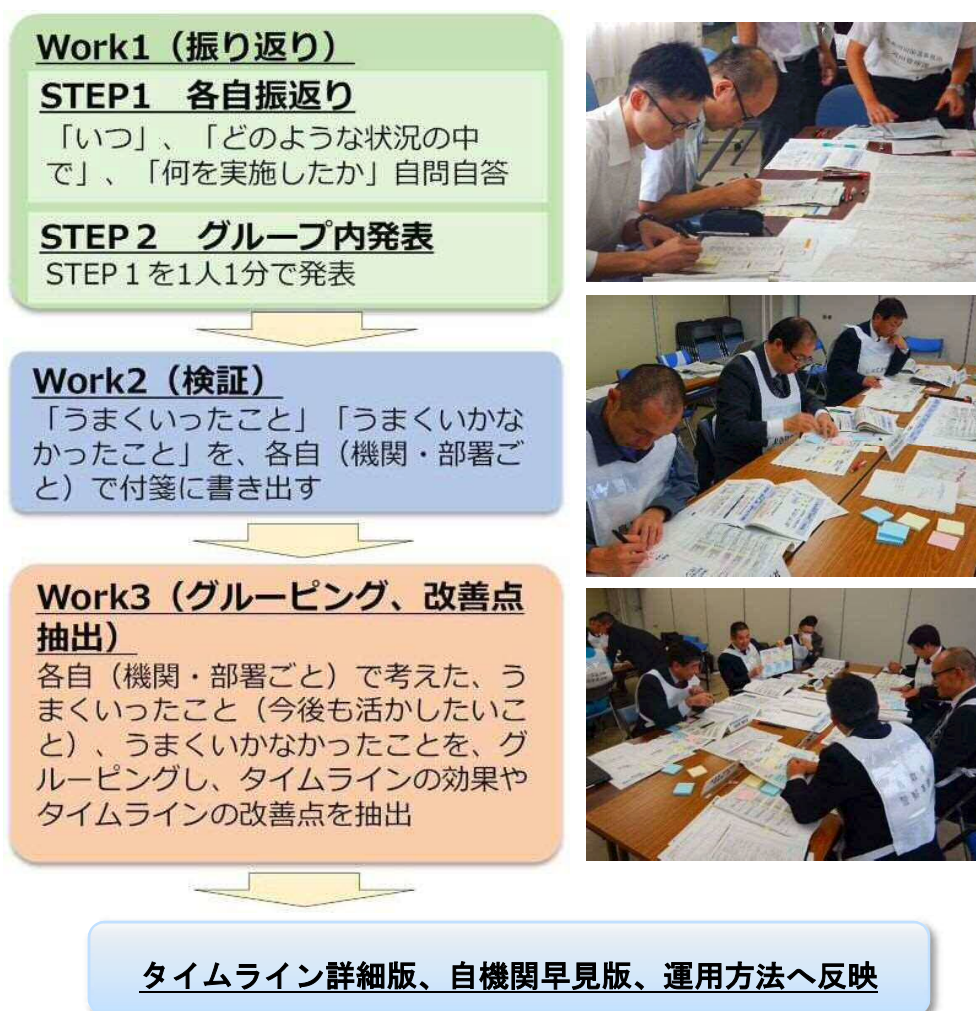 Work1（振り返り）
STEP1　各自振返り
「いつ」、「どのような状況の中
で」、「何を実施したか」自問自答
STEP２　グループ内発表
STEP１を1人1分で発表
Work2（検証）
「うまくいったこと」「うまくいかな
かったこと」を、各自（機関・部署ご
と）で付箋に書き出す
Work3（グルーピング、改善点
抽出）
各自（機関・部署ごと）で考えた、う
まくいったこと（今後も活かしたいこ
と）、うまくいかなかったことを、グ
ルーピングし、タイムラインの効果や
タイムラインの改善点を抽出
タイムライン詳細版、自機関早見版、運用方法へ反映